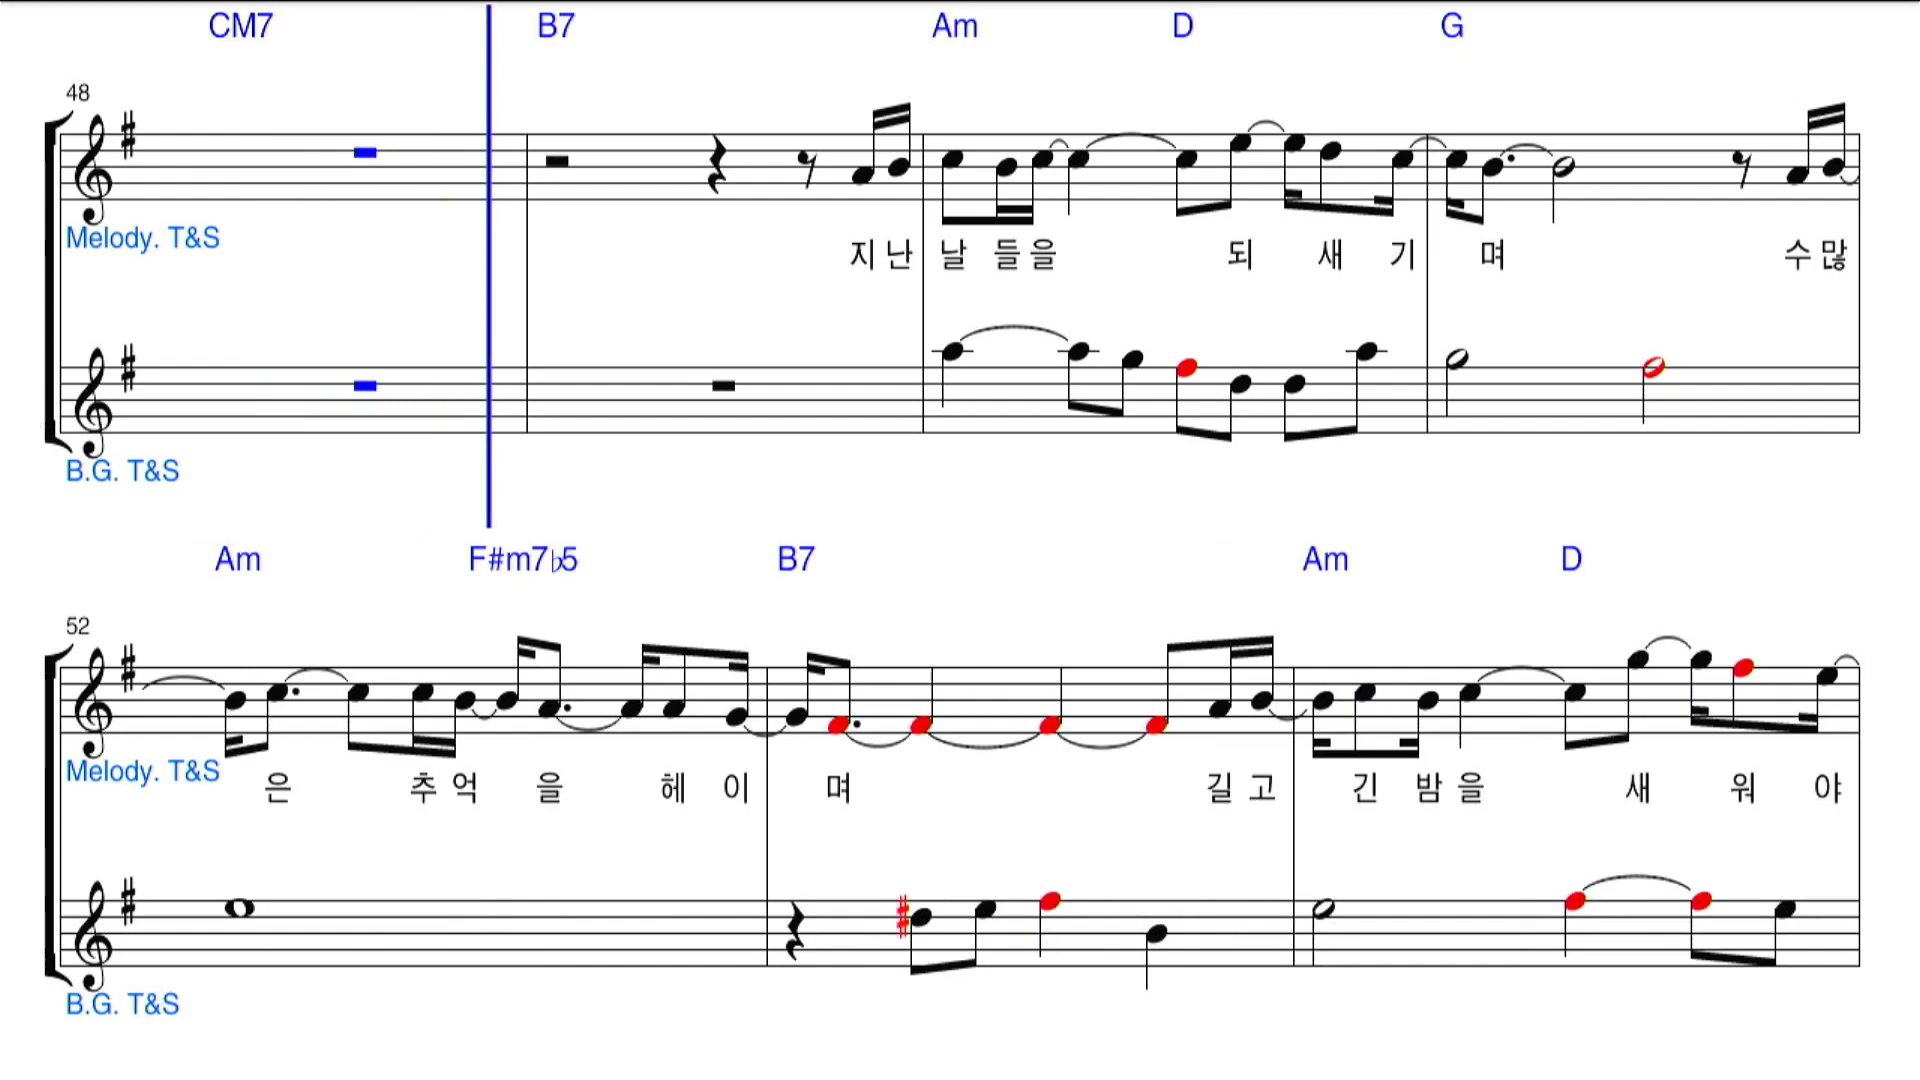 CM7 B7 Am D G
48
Melody. T&S
지난 날 들을 되 새 기 며 수많
B.G. T&S
Am F#m7♭5 B7 Am D
52
Melody. T&S
은 추 억 을 헤 이 며 길 고 긴 밤 을 새 워 야
B.G. T&S